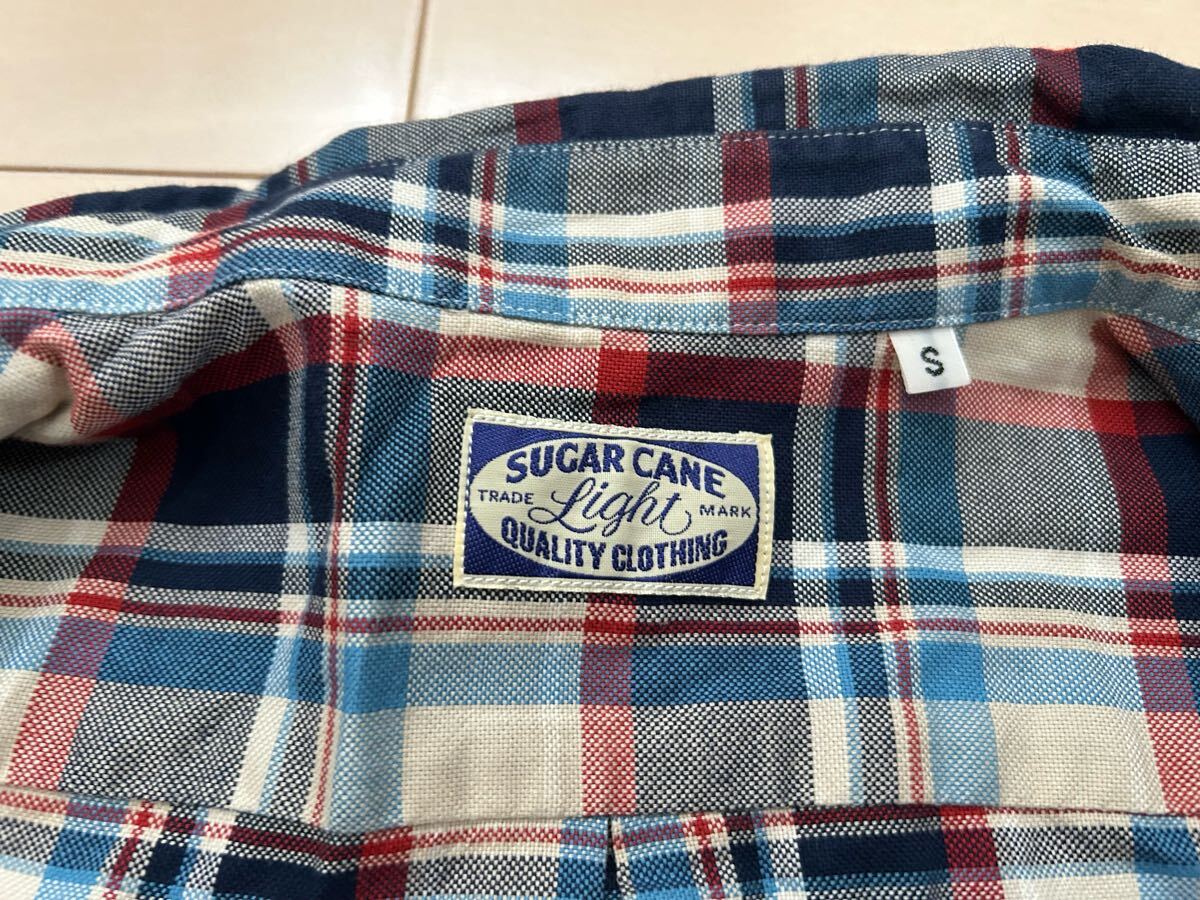 S
SUGAR CANE
TRADE Light MARK
QUALITY CLOTHING